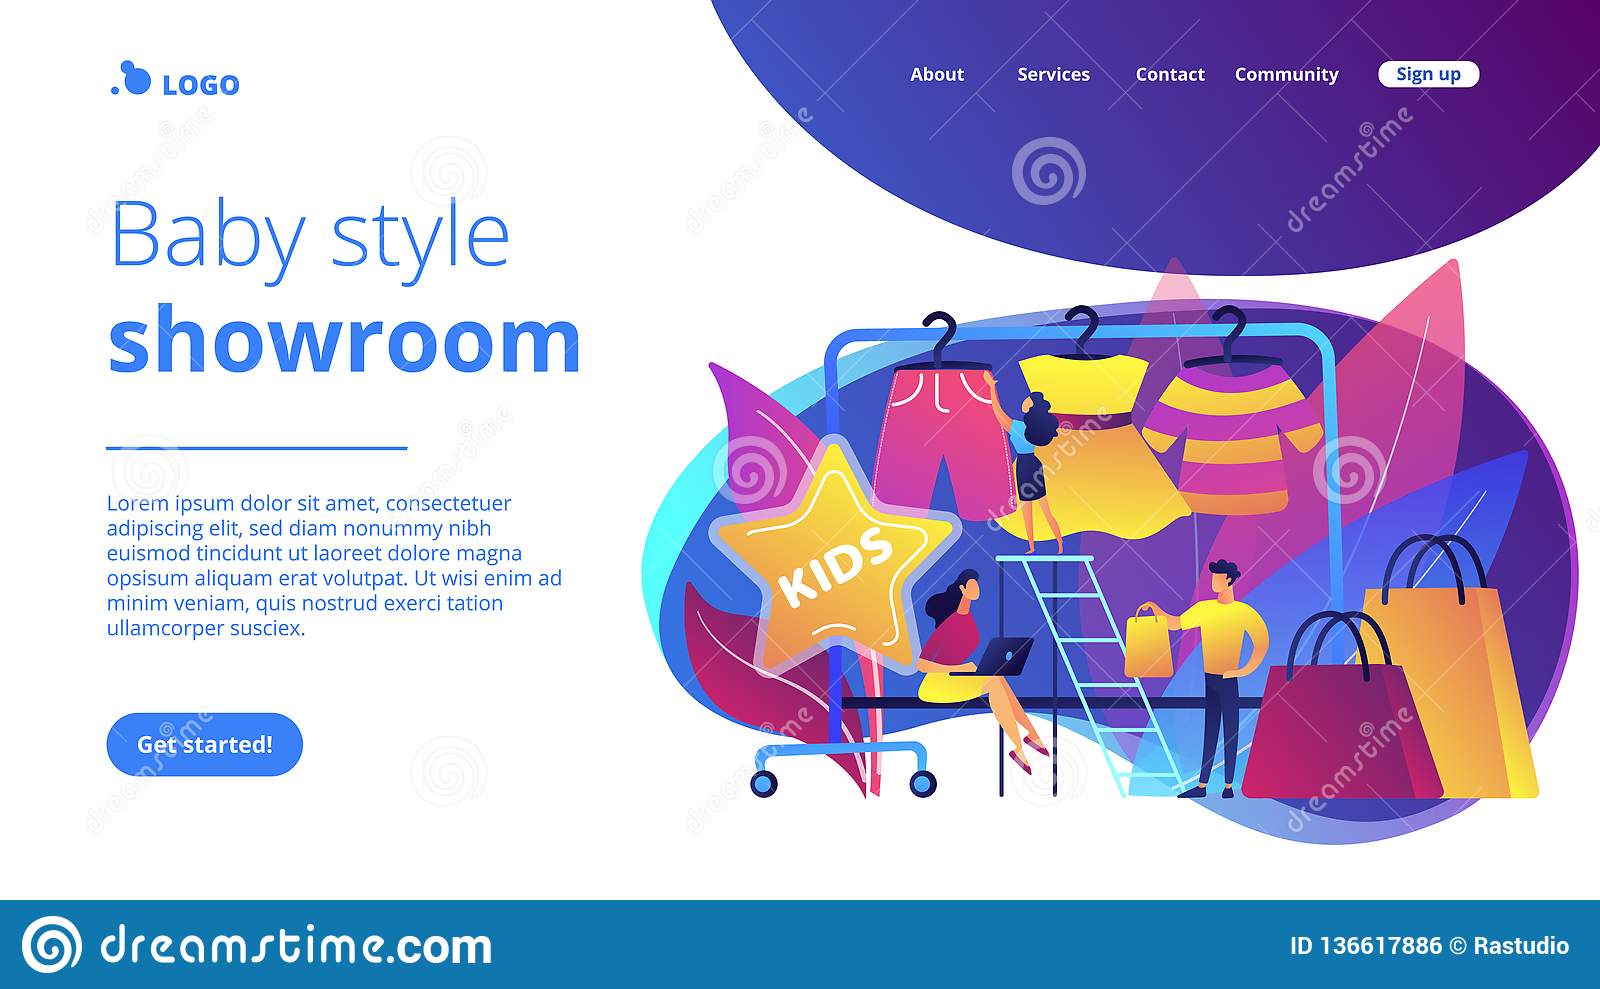 LOGO
About Services Contact Community Sign up
Baby style
showroom
Lorem ipsum dolor sit amet, consectetuer
adipiscing elit, sed diam nonummy nibh
euismod tincidunt ut laoreet dolore magna
opsisum aliquam erat volutpat. Ut wisi enim ad
minim veniam, quis nostrud exerci tation
ullamcorper susciex.
Get started!
KIDS
dreamstime.com
ID 136617886 © Rastudio